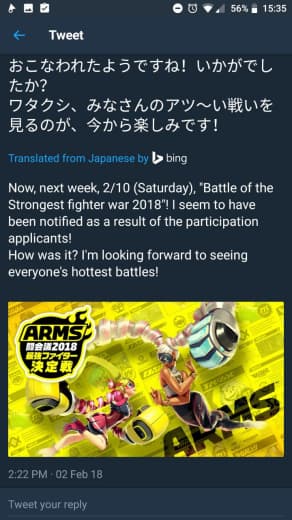 56% 15:35
Tweet
おこなわれたようですね！いかがでし
たか？
ワタクシ、みなさんのアツ〜い戦いを
見るのが、今から楽しみです！
Translated from Japanese by bing
Now, next week, 2/10 (Saturday), "Battle of the
Strongest fighter war 2018"! I seem to have
been notified as a result of the participation
applicants!
How was it? I'm looking forward to seeing
everyone's hottest battles!
ARMS
闘会議2018
最強ファイター
決定戦
ARMS
2:22 PM · 02 Feb 18
Tweet your reply